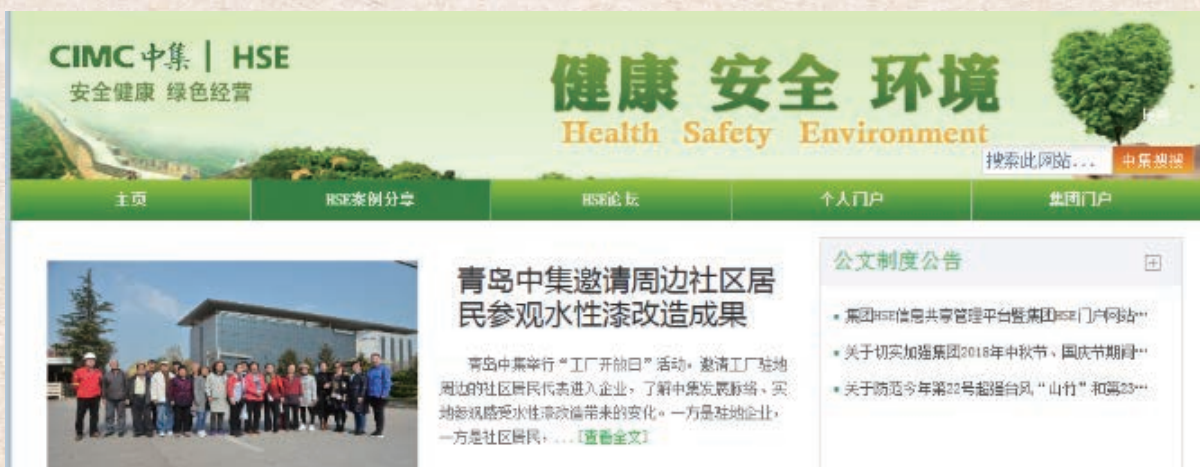 CIMC中集 | HSE
安全健康 绿色经营
健康 安全 环境
Health Safety Environment
搜索此网站... 中集搜搜
主页 HSE案例分享 HSE论坛 个人门户 集团门户
青岛中集邀请周边社区居
民参观水性漆改造成果
青岛中集举行“工厂开放日”活动，邀请工厂驻地
周边的社区居民代表进入企业，了解中集发展脉络、实
地参观感受水性漆改造带来的变化。一方是驻地企业，
一方是社区居民，...[查看全文]
公文制度公告
集团HSE信息共享管理平台暨集团HSE门户网站…
关于切实加强集团2018年中秋节、国庆节期间…
关于防范今年第22号超强台风“山竹”和第23…